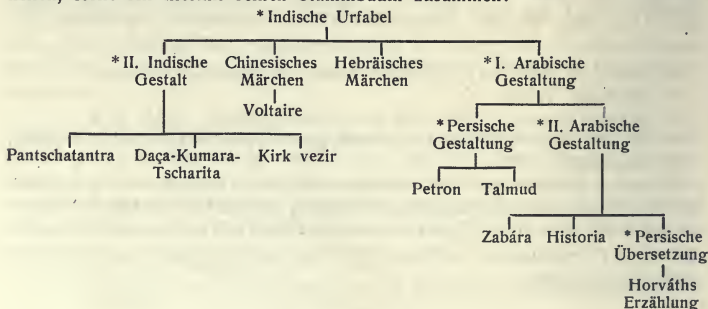 *Indische Urfabel
*II. Indische Chinesisches Hebräisches *I. Arabische
Gestalt Märchen Märchen Gestaltung
Voltaire
*Persische *II. Arabische
Gestaltung Gestaltung
Pantschatantra Daça-Kumara- Kirk vezir
Tscharita
Petron Talmud
Zabára Historia *Persische
Übersetzung
Horváths
Erzählung